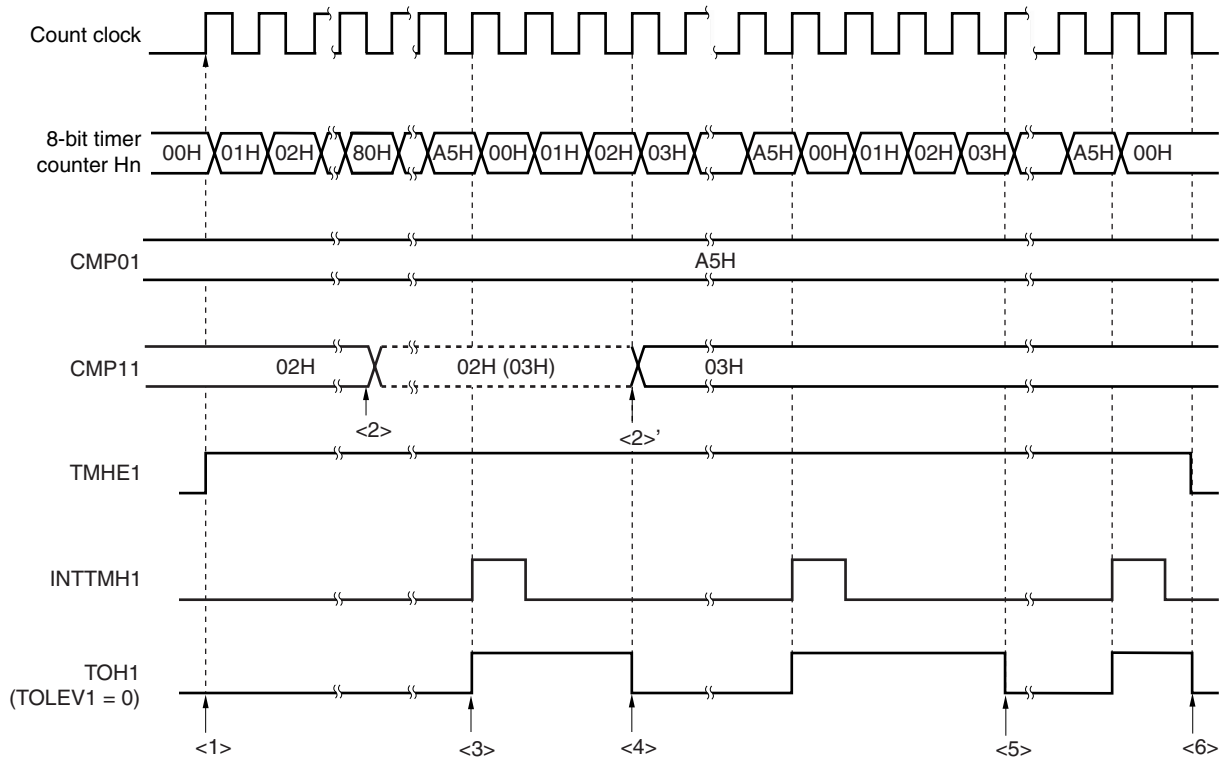 Count clock
8-bit timer
counter Hn
00H 01H 02H 80H A5H 00H 01H 02H 03H A5H 00H 01H 02H 03H A5H 00H
CMP01
A5H
CMP11
02H 02H (03H) 03H
<2> <2>’
TMHE1
INTTMH1
TOH1
(TOLEV1 = 0)
<1> <3> <4> <5> <6>